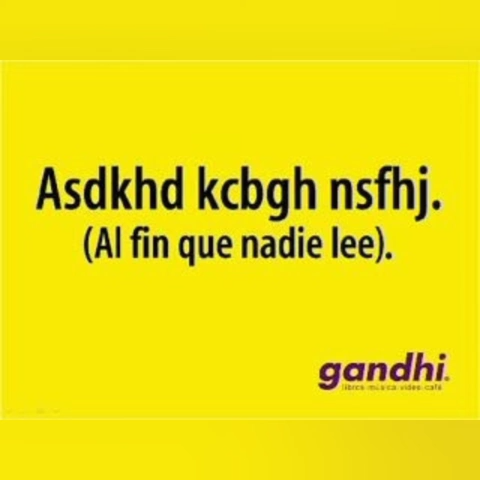 Asdkhd kcbgh nsfhj.
(Al fin que nadie lee).
gandhi.
libros música video café